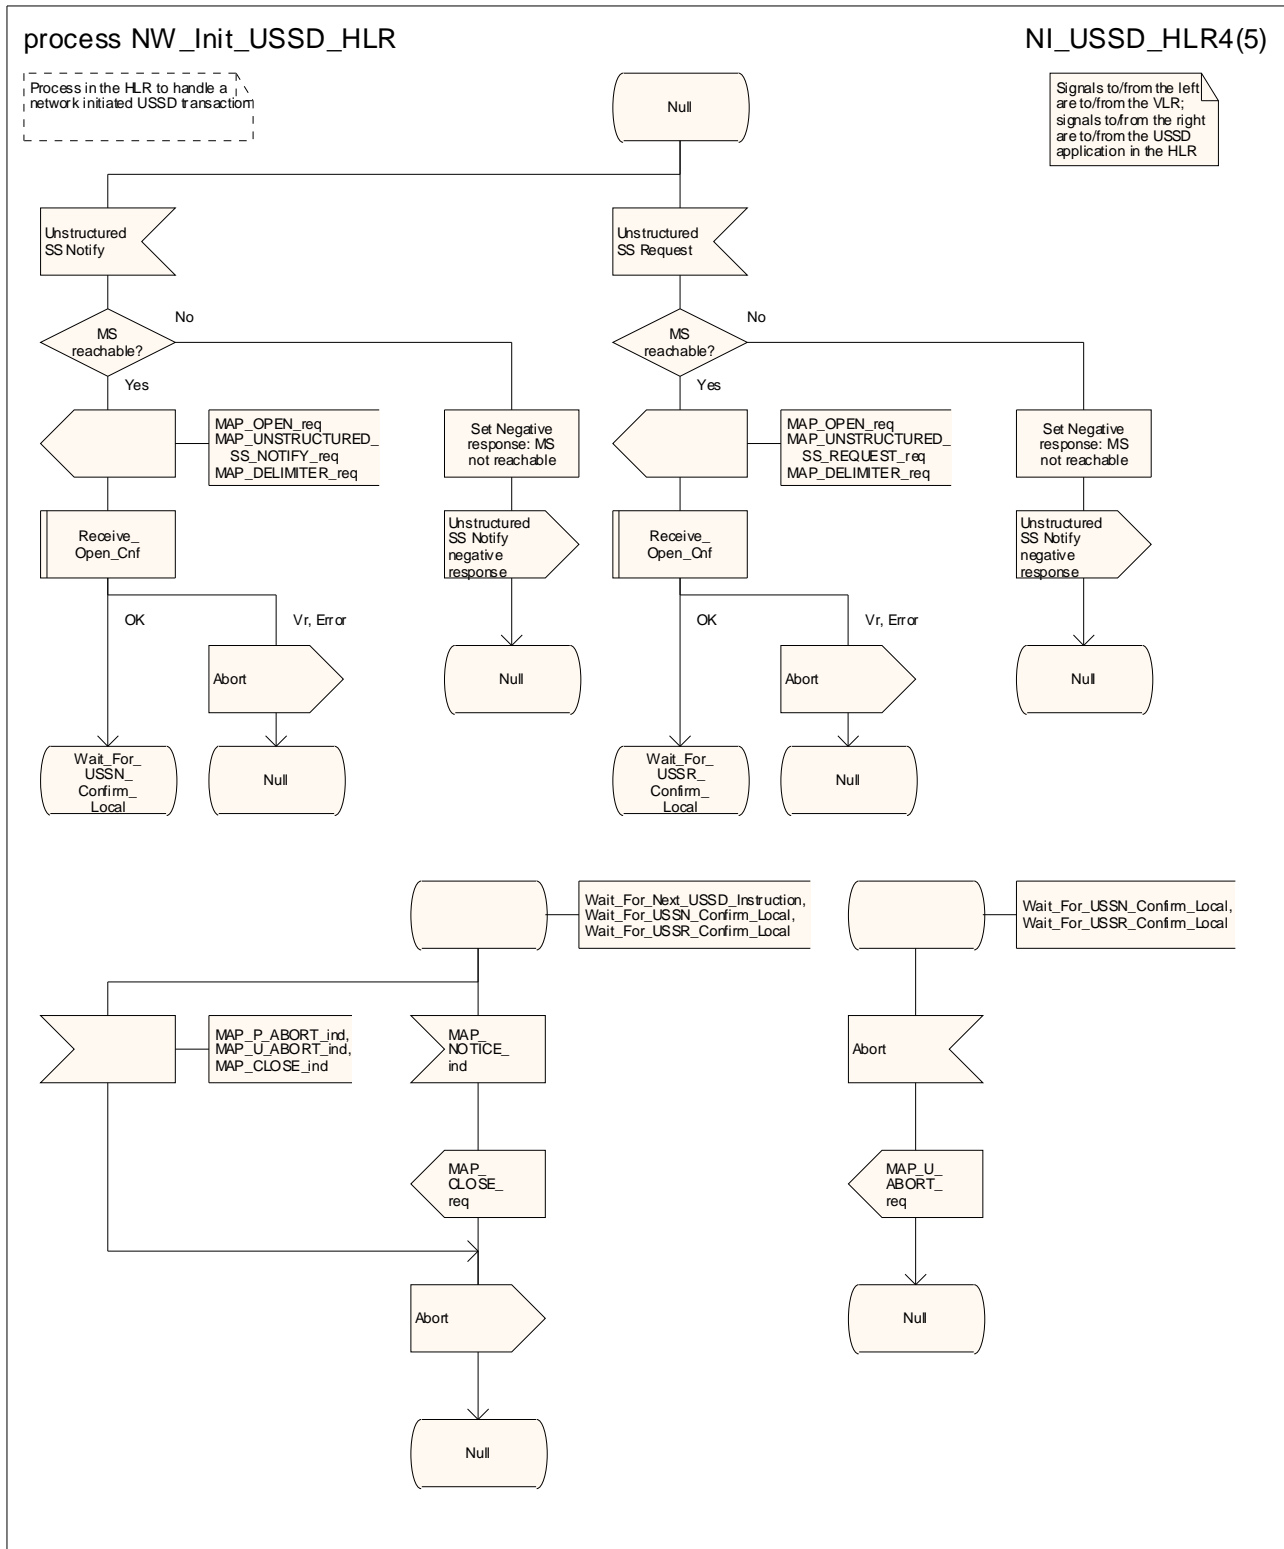 process NW_Init_USSD_HLR
NI_USSD_HLR4(5)
Process in the HLR to handle a
network initiated USSD transaction
Null
Signals to/from the left
are to/from the VLR;
signals to/from the right
are to/from the USSD
application in the HLR
Unstructured
SS Notify
Unstructured
SS Request
MS
reachable?
No
Yes
MS
reachable?
No
Yes
MAP_OPEN_req
MAP_UNSTRUCTURED_
SS_NOTIFY_req
MAP_DELIMITER_req
Set Negative
response: MS
not reachable
MAP_OPEN_req
MAP_UNSTRUCTURED_
SS_REQUEST_req
MAP_DELIMITER_req
Set Negative
response: MS
not reachable
Receive_
Open_Cnf
Unstructured
SS Notify
negative
response
Receive_
Open_Cnf
Unstructured
SS Notify
negative
response
OK
Vr, Error
OK
Vr, Error
Abort
Null
Abort
Null
Wait_For_
USSN_
Confirm_
Local
Null
Wait_For_
USSR_
Confirm_
Local
Null
Wait_For_Next_USSD_Instruction,
Wait_For_USSN_Confirm_Local,
Wait_For_USSR_Confirm_Local
Wait_For_USSN_Confirm_Local,
Wait_For_USSR_Confirm_Local
MAP_P_ABORT_ind,
MAP_U_ABORT_ind,
MAP_CLOSE_ind
MAP_
NOTICE_
ind
Abort
MAP_
CLOSE_
req
MAP_U_
ABORT_
req
Abort
Null
Null